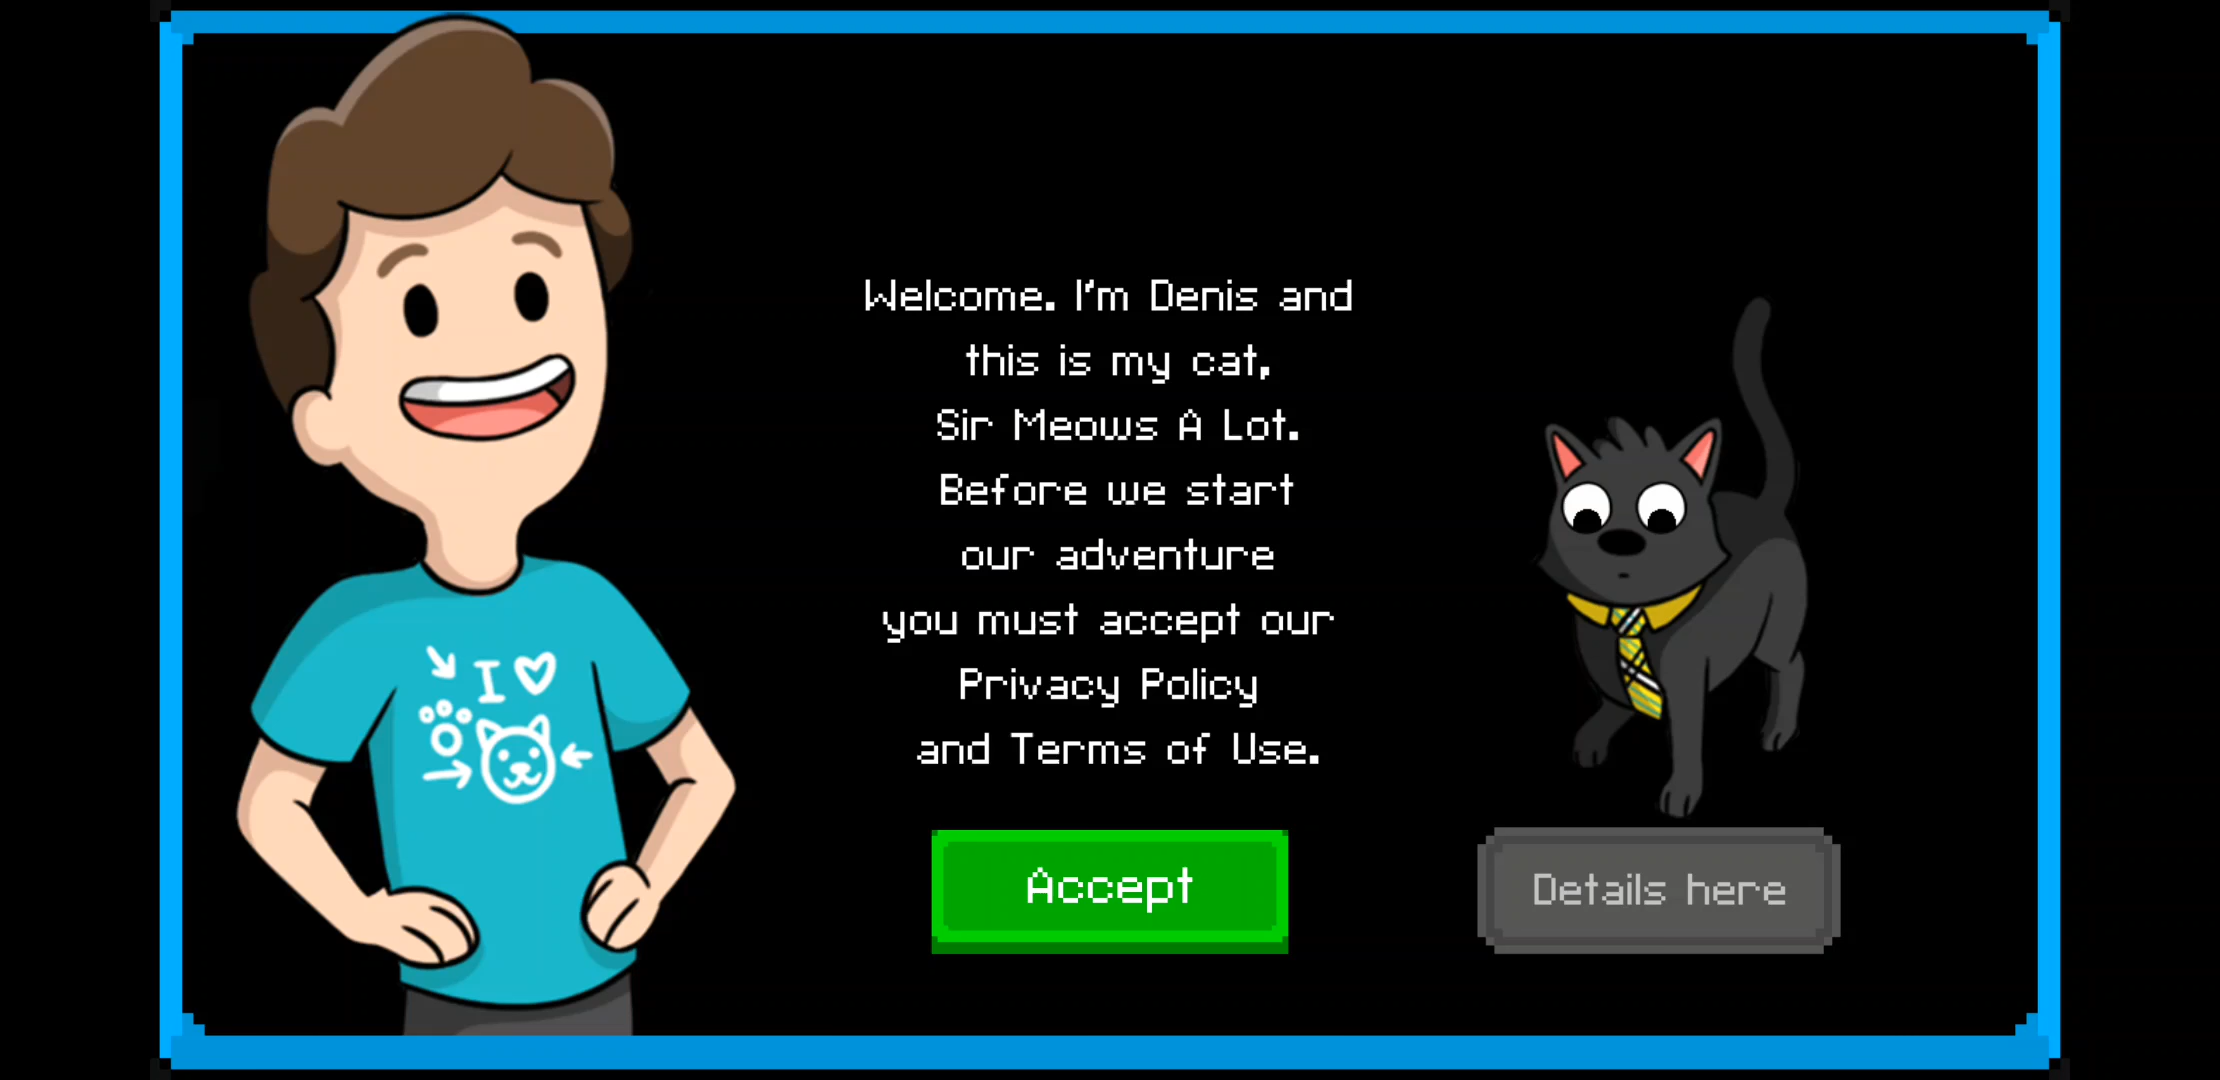 Welcome. I'm Denis and
this is my cat,
Sir Meows A Lot.
Before we start
our adventure
you must accept our
Privacy Policy
and Terms of Use.
I
Accept
Details here